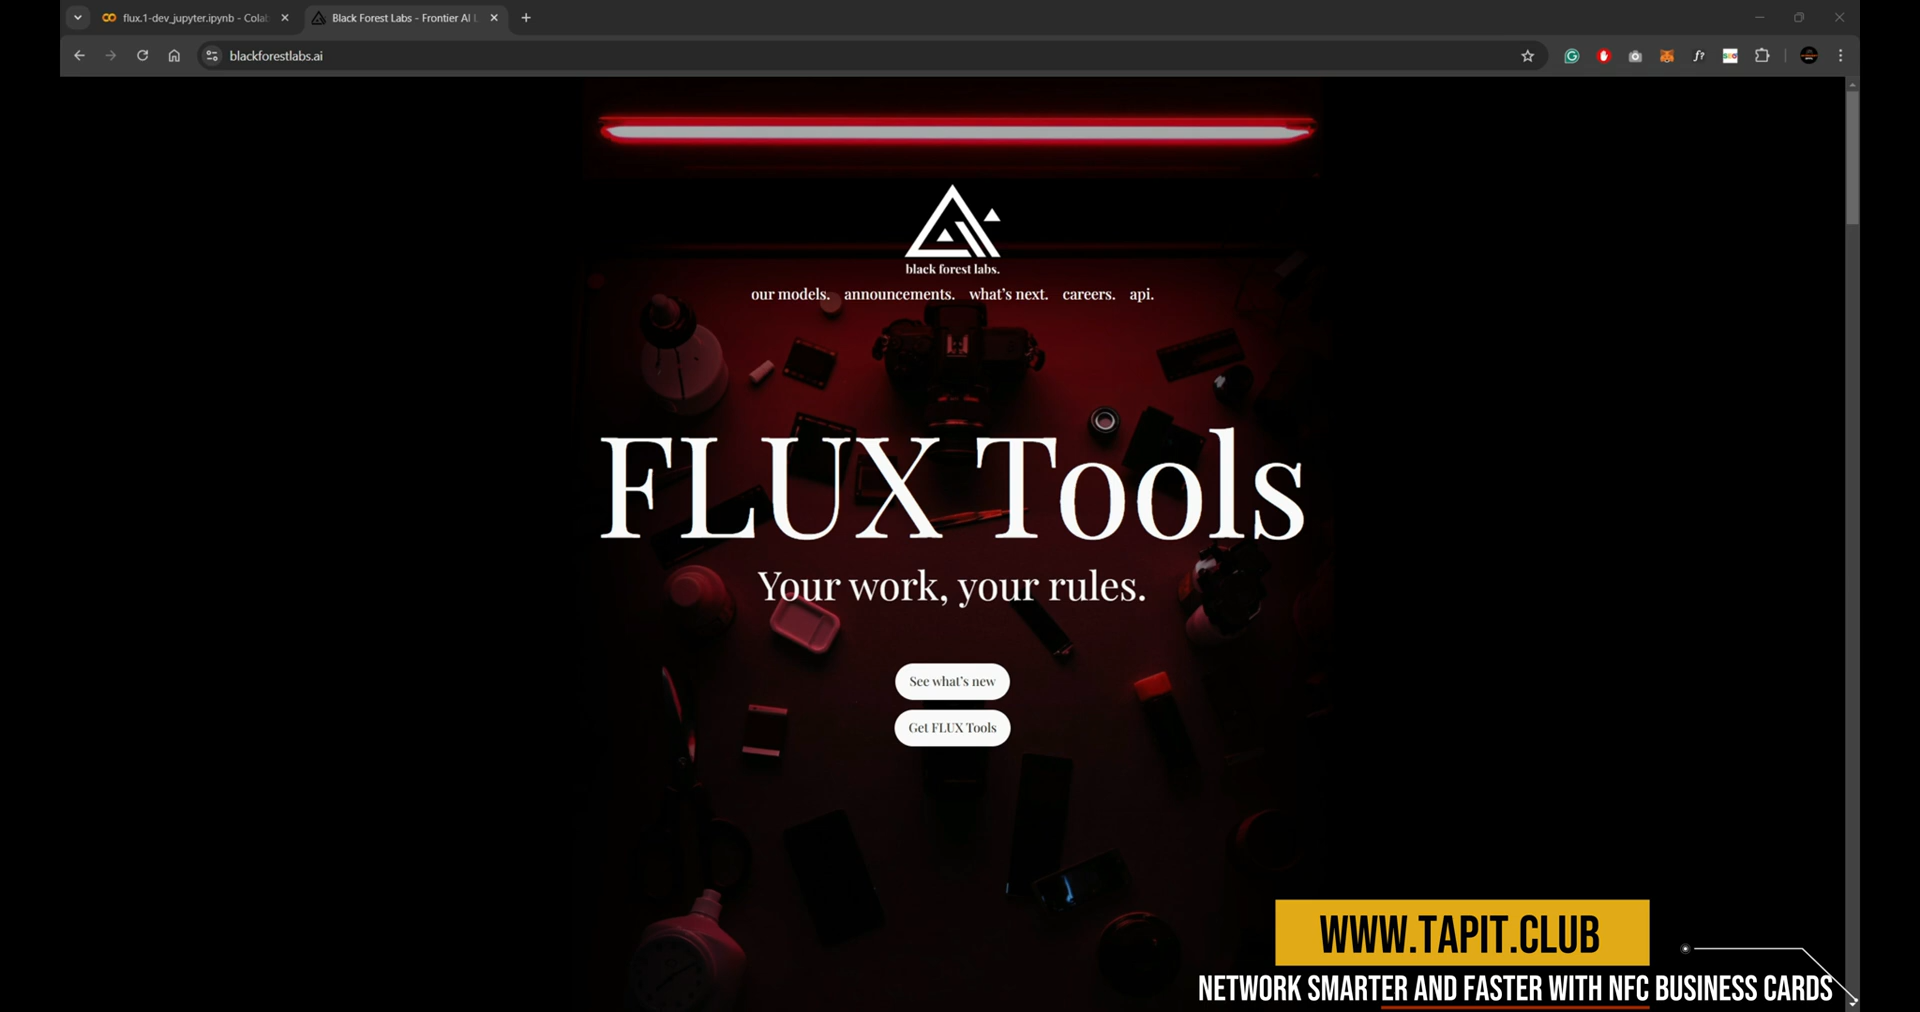 flux.1-dev_jupyter.ipynb - Cola
Black Forest Labs - Frontier AI L
blackforestlabs.ai
black forest labs.
our models. announcements. what's next. careers. api.
FLUX Tools
Your work, your rules.
See what's new
Get FLUX Tools
WWW.TAPIT.CLUB
NETWORK SMARTER AND FASTER WITH NFC BUSINESS CARDS